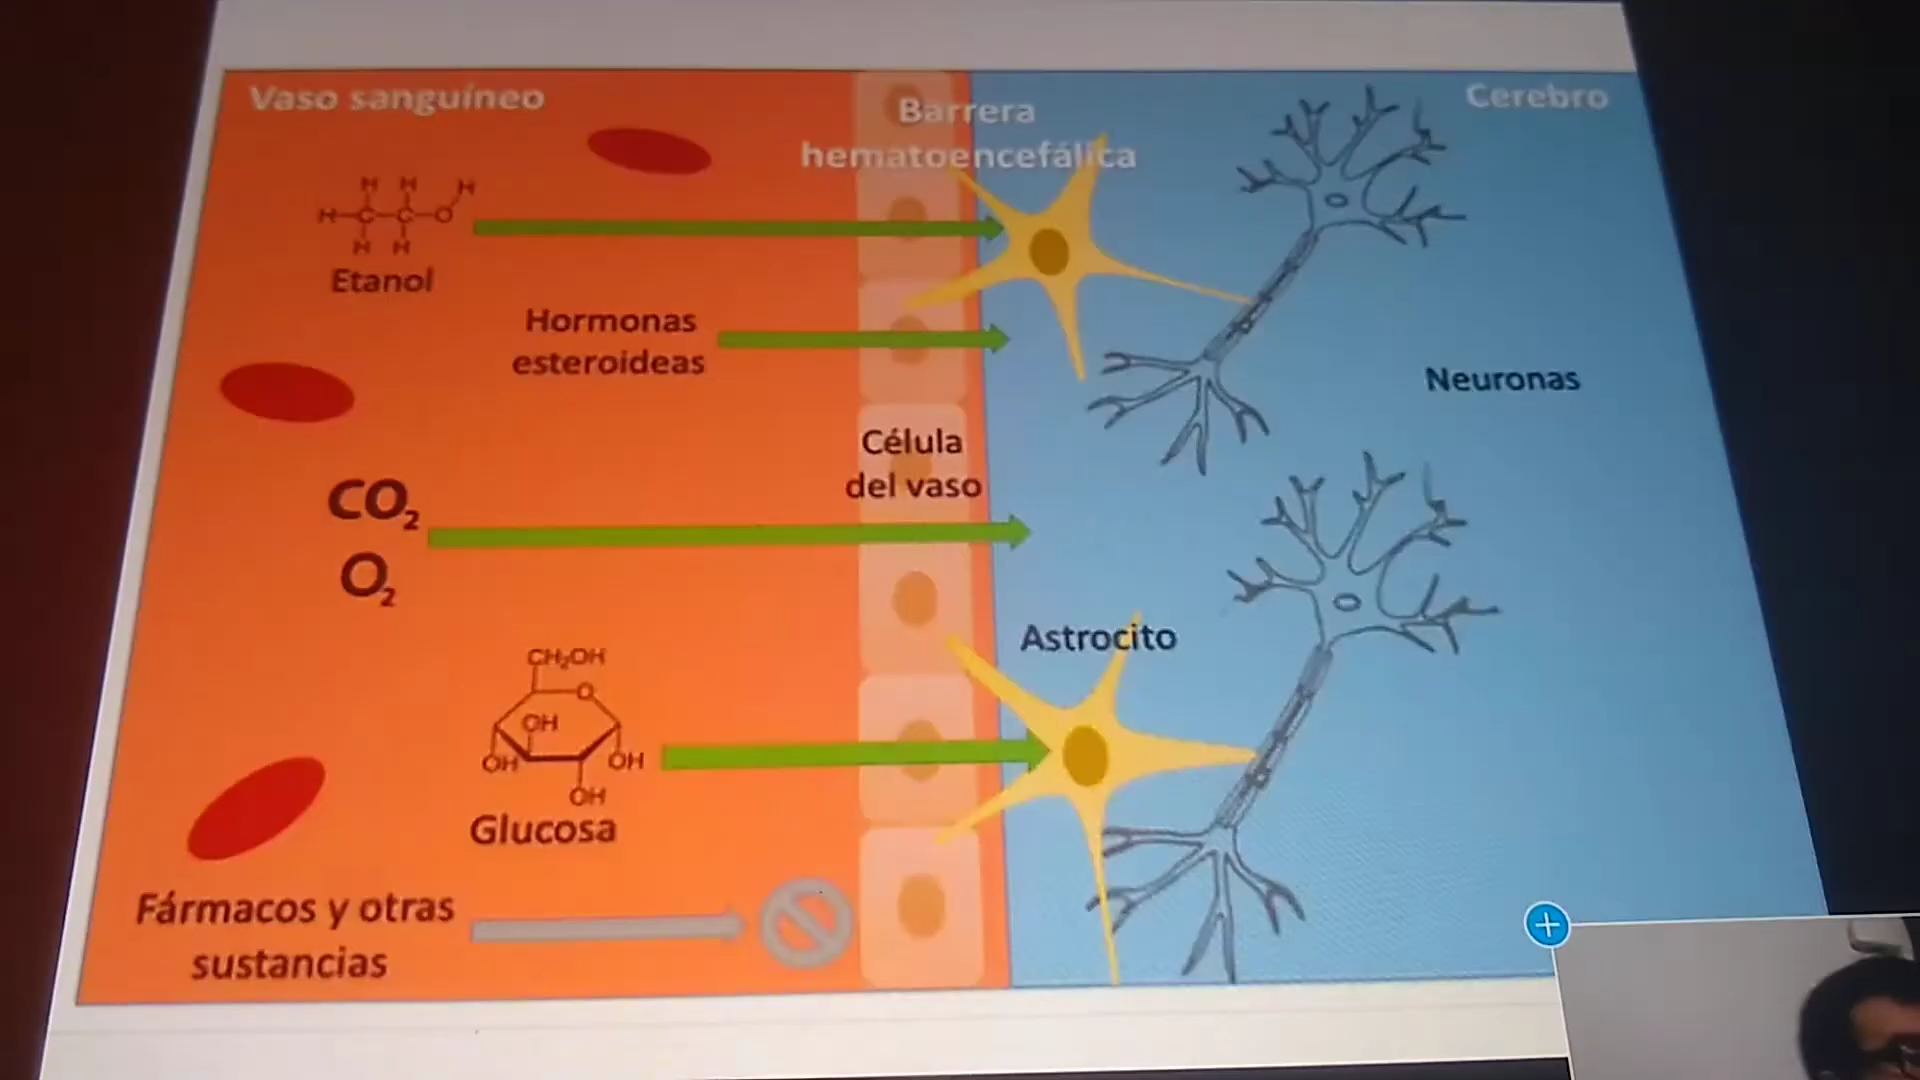 Vaso sanguíneo
Barrera
hematoencefálica
Cerebro
H H H
H-C-C-O
H H
Etanol
Hormonas
esteroideas
Neuronas
Célula
del vaso
CO₂
O₂
Astrocito
CH₂OH
O
OH
OH OH
OH
Glucosa
Fármacos y otras
sustancias